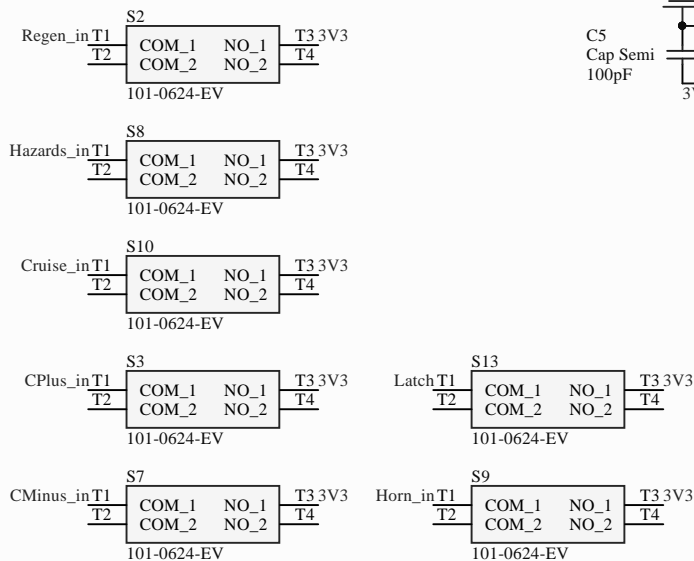 S2
Regen_in T1 COM_1 NO_1 T3 3V3
T2 COM_2 NO_2 T4
101-0624-EV
C5
Cap Semi
100pF
S8
Hazards_in T1 COM_1 NO_1 T3 3V3
T2 COM_2 NO_2 T4
101-0624-EV
S10
Cruise_in T1 COM_1 NO_1 T3 3V3
T2 COM_2 NO_2 T4
101-0624-EV
S3
CPlus_in T1 COM_1 NO_1 T3 3V3
T2 COM_2 NO_2 T4
101-0624-EV
S13
Latch T1 COM_1 NO_1 T3 3V3
T2 COM_2 NO_2 T4
101-0624-EV
S7
CMinus_in T1 COM_1 NO_1 T3 3V3
T2 COM_2 NO_2 T4
101-0624-EV
S9
Horn_in T1 COM_1 NO_1 T3 3V3
T2 COM_2 NO_2 T4
101-0624-EV